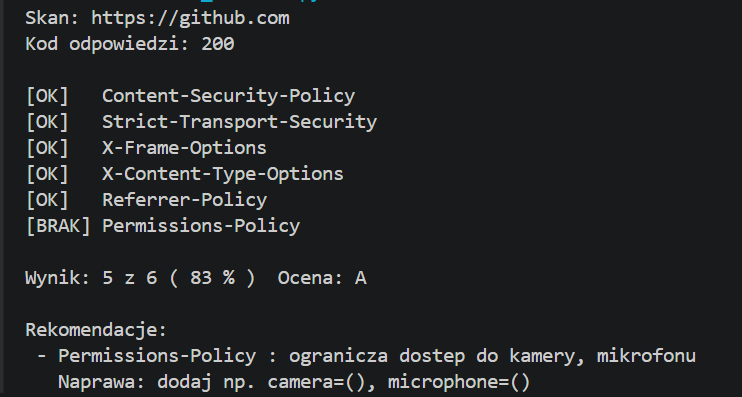 Skan: https://github.com
Kod odpowiedzi: 200
[OK] Content-Security-Policy
[OK] Strict-Transport-Security
[OK] X-Frame-Options
[OK] X-Content-Type-Options
[OK] Referrer-Policy
[BRAK] Permissions-Policy
Wynik: 5 z 6 ( 83 % ) Ocena: A
Rekomendacje:
- Permissions-Policy : ogranicza dostep do kamery, mikrofonu
Naprawa: dodaj np. camera=(), microphone=()